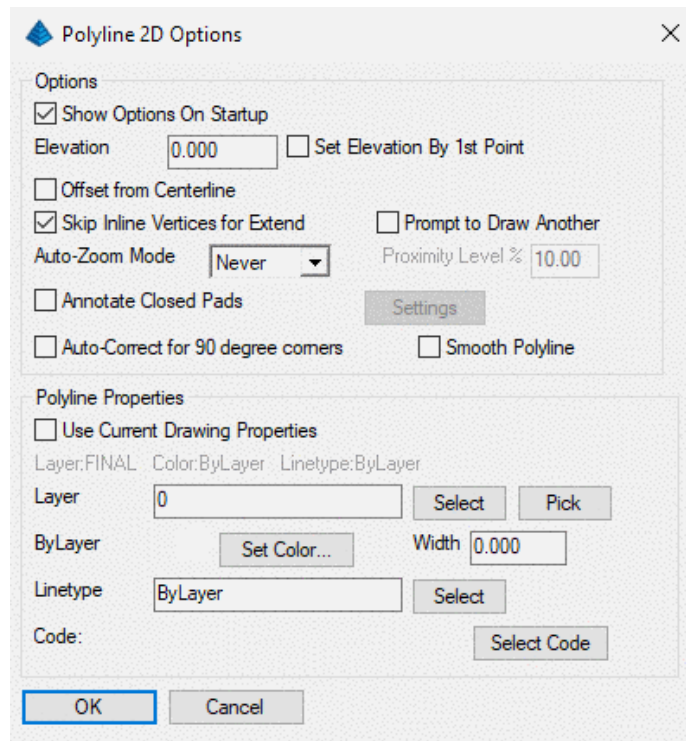 Polyline 2D Options
Options
Show Options On Startup
Elevation 0.000 Set Elevation By 1st Point
Offset from Centerline
Skip Inline Vertices for Extend Prompt to Draw Another
Auto-Zoom Mode Never Proximity Level % 10.00
Annotate Closed Pads Settings
Auto-Correct for 90 degree corners Smooth Polyline
Polyline Properties
Use Current Drawing Properties
Layer:FINAL Color:ByLayer Linetype:ByLayer
Layer 0 Select Pick
ByLayer Set Color... Width 0.000
Linetype ByLayer Select
Code: Select Code
OK Cancel